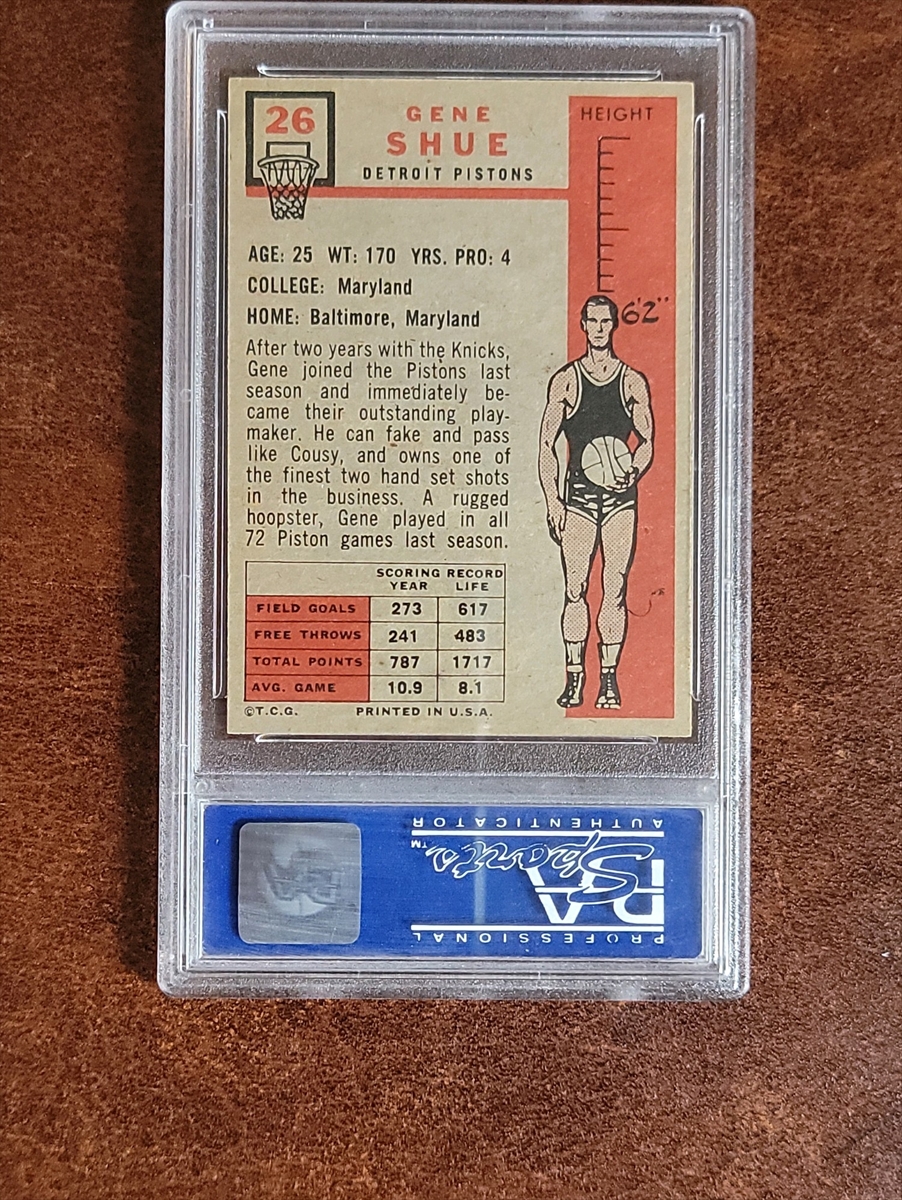 26
GENE
SHUE
DETROIT PISTONS
HEIGHT
6'2"
AGE: 25 WT: 170 YRS. PRO: 4
COLLEGE: Maryland
HOME: Baltimore, Maryland
After two years with the Knicks,
Gene joined the Pistons last
season and immediately be-
came their outstanding play-
maker. He can fake and pass
like Cousy, and owns one of
the finest two hand set shots
in the business. A rugged
hoopster, Gene played in all
72 Piston games last season.
SCORING RECORD
YEAR LIFE
FIELD GOALS 273 617
FREE THROWS 241 483
TOTAL POINTS 787 1717
AVG. GAME 10.9 8.1
©T.C.G. PRINTED IN U.S.A.
PROFESSIONAL
PSA
Sports™
AUTHENTICATOR